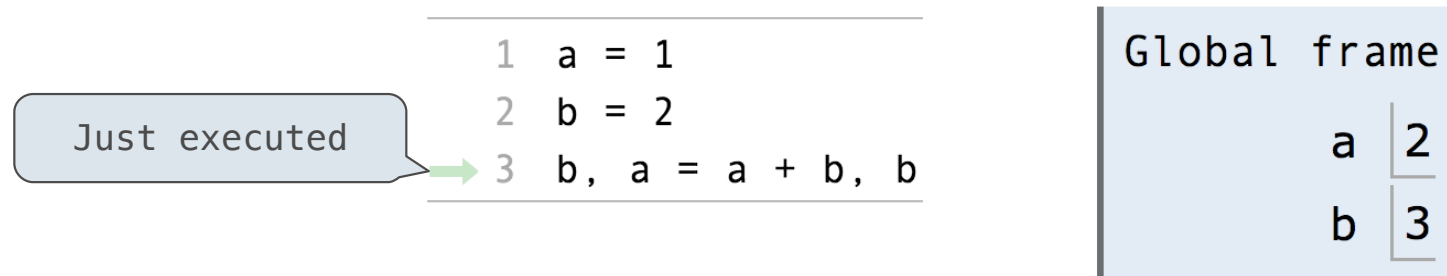 Just executed
1 a = 1
2 b = 2
3 b, a = a + b, b
Global frame
a 2
b 3